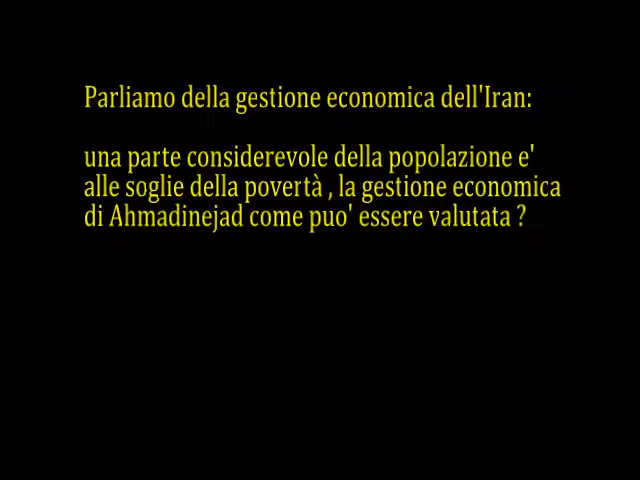 Parliamo della gestione economica dell'Iran:
una parte considerevole della popolazione e'
alle soglie della povertà , la gestione economica
di Ahmadinejad come puo' essere valutata ?